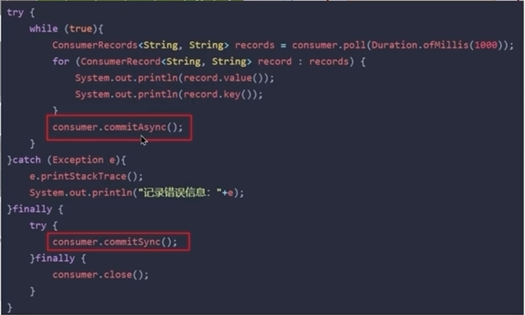 try {
    while (true){
        ConsumerRecords<String, String> records = consumer.poll(Duration.ofMillis(1000));
        for (ConsumerRecord<String, String> record : records) {
            System.out.println(record.value());
            System.out.println(record.key());
        }
        consumer.commitAsync();
    }
}catch (Exception e){
    e.printStackTrace();
    System.out.println("记录错误信息："+e);
}finally {
    try {
        consumer.commitSync();
    }finally {
        consumer.close();
    }
}